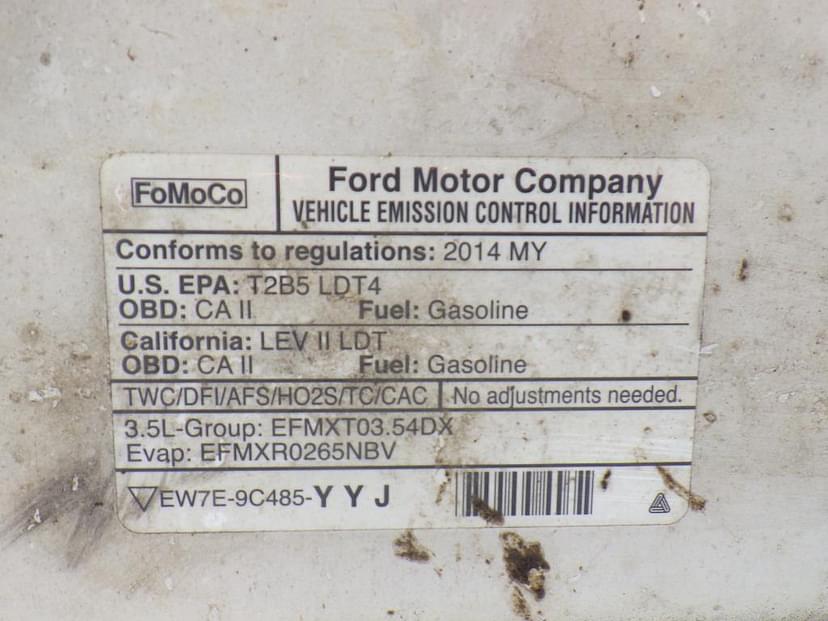 FoMoCo
Ford Motor Company
VEHICLE EMISSION CONTROL INFORMATION
Conforms to regulations: 2014 MY
U.S. EPA: T2B5 LDT4
OBD: CA II Fuel: Gasoline
California: LEV II LDT
OBD: CA II Fuel: Gasoline
TWC/DFI/AFS/HO2S/TC/CAC No adjustments needed.
3.5L-Group: EFMXT03.54DX
Evap: EFMXR0265NBV
EW7E-9C485-Y Y J